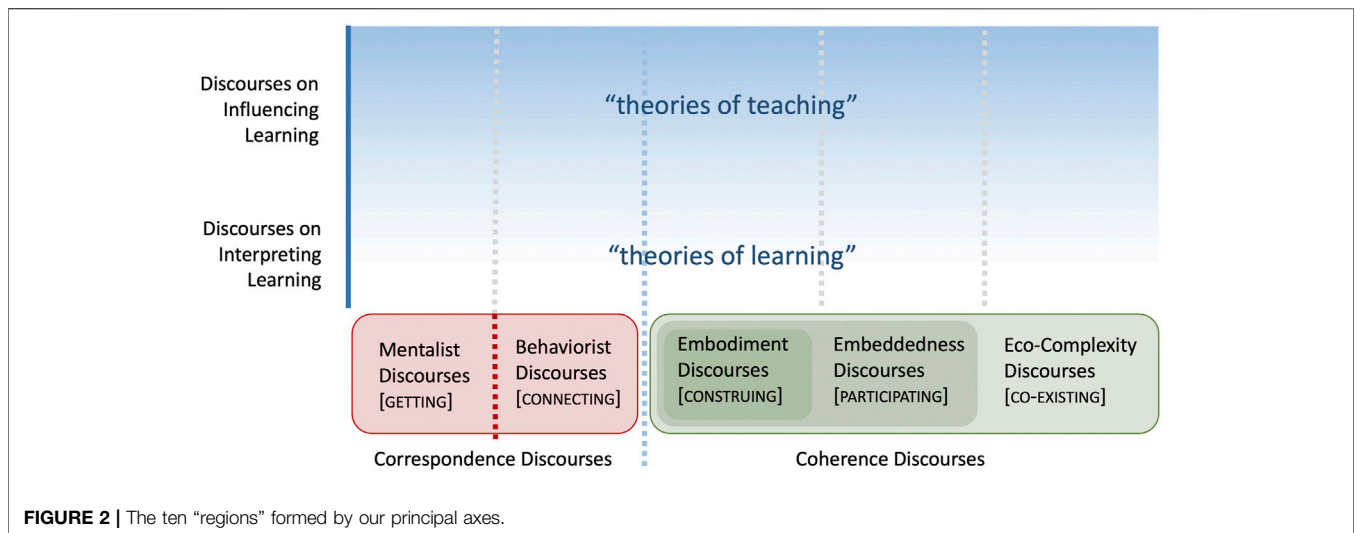 Discourses on
Influencing
Learning
“theories of teaching”
Discourses on
Interpreting
Learning
“theories of learning”
Mentalist
Discourses
[GETTING]
Behaviorist
Discourses
[CONNECTING]
Embodiment
Discourses
[CONSTRUING]
Embeddedness
Discourses
[PARTICIPATING]
Eco-Complexity
Discourses
[CO-EXISTING]
Correspondence Discourses
Coherence Discourses
FIGURE 2 | The ten “regions” formed by our principal axes.